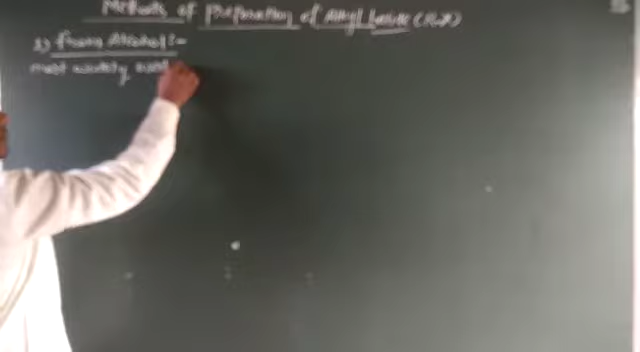 Methods of Preparation of Alkyl halide (R-X)
1) from Alcohol :-
most widely used